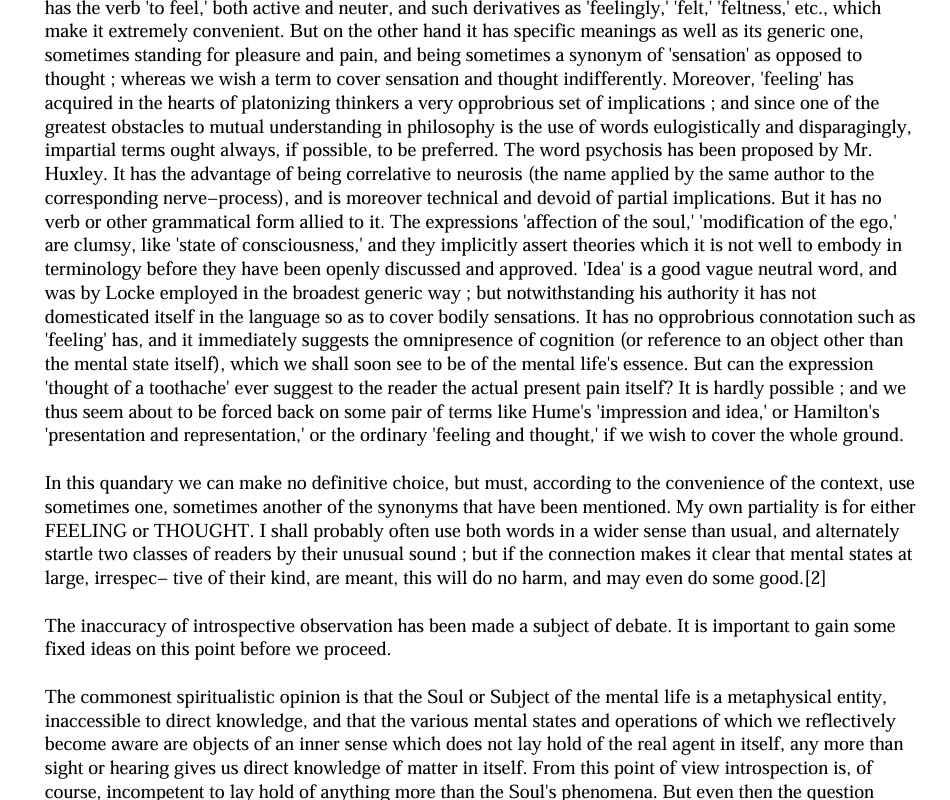 has the verb 'to feel,' both active and neuter, and such derivatives as 'feelingly,' 'felt,' 'feltness,' etc., which
make it extremely convenient. But on the other hand it has specific meanings as well as its generic one,
sometimes standing for pleasure and pain, and being sometimes a synonym of 'sensation' as opposed to
thought ; whereas we wish a term to cover sensation and thought indifferently. Moreover, 'feeling' has
acquired in the hearts of platonizing thinkers a very opprobrious set of implications ; and since one of the
greatest obstacles to mutual understanding in philosophy is the use of words eulogistically and disparagingly,
impartial terms ought always, if possible, to be preferred. The word psychosis has been proposed by Mr.
Huxley. It has the advantage of being correlative to neurosis (the name applied by the same author to the
corresponding nerve−process), and is moreover technical and devoid of partial implications. But it has no
verb or other grammatical form allied to it. The expressions 'affection of the soul,' 'modification of the ego,'
are clumsy, like 'state of consciousness,' and they implicitly assert theories which it is not well to embody in
terminology before they have been openly discussed and approved. 'Idea' is a good vague neutral word, and
was by Locke employed in the broadest generic way ; but notwithstanding his authority it has not
domesticated itself in the language so as to cover bodily sensations. It has no opprobrious connotation such as
'feeling' has, and it immediately suggests the omnipresence of cognition (or reference to an object other than
the mental state itself), which we shall soon see to be of the mental life's essence. But can the expression
'thought of a toothache' ever suggest to the reader the actual present pain itself? It is hardly possible ; and we
thus seem about to be forced back on some pair of terms like Hume's 'impression and idea,' or Hamilton's
'presentation and representation,' or the ordinary 'feeling and thought,' if we wish to cover the whole ground.
In this quandary we can make no definitive choice, but must, according to the convenience of the context, use
sometimes one, sometimes another of the synonyms that have been mentioned. My own partiality is for either
FEELING or THOUGHT. I shall probably often use both words in a wider sense than usual, and alternately
startle two classes of readers by their unusual sound ; but if the connection makes it clear that mental states at
large, irrespec− tive of their kind, are meant, this will do no harm, and may even do some good.[2]
The inaccuracy of introspective observation has been made a subject of debate. It is important to gain some
fixed ideas on this point before we proceed.
The commonest spiritualistic opinion is that the Soul or Subject of the mental life is a metaphysical entity,
inaccessible to direct knowledge, and that the various mental states and operations of which we reflectively
become aware are objects of an inner sense which does not lay hold of the real agent in itself, any more than
sight or hearing gives us direct knowledge of matter in itself. From this point of view introspection is, of
course, incompetent to lay hold of anything more than the Soul's phenomena. But even then the question